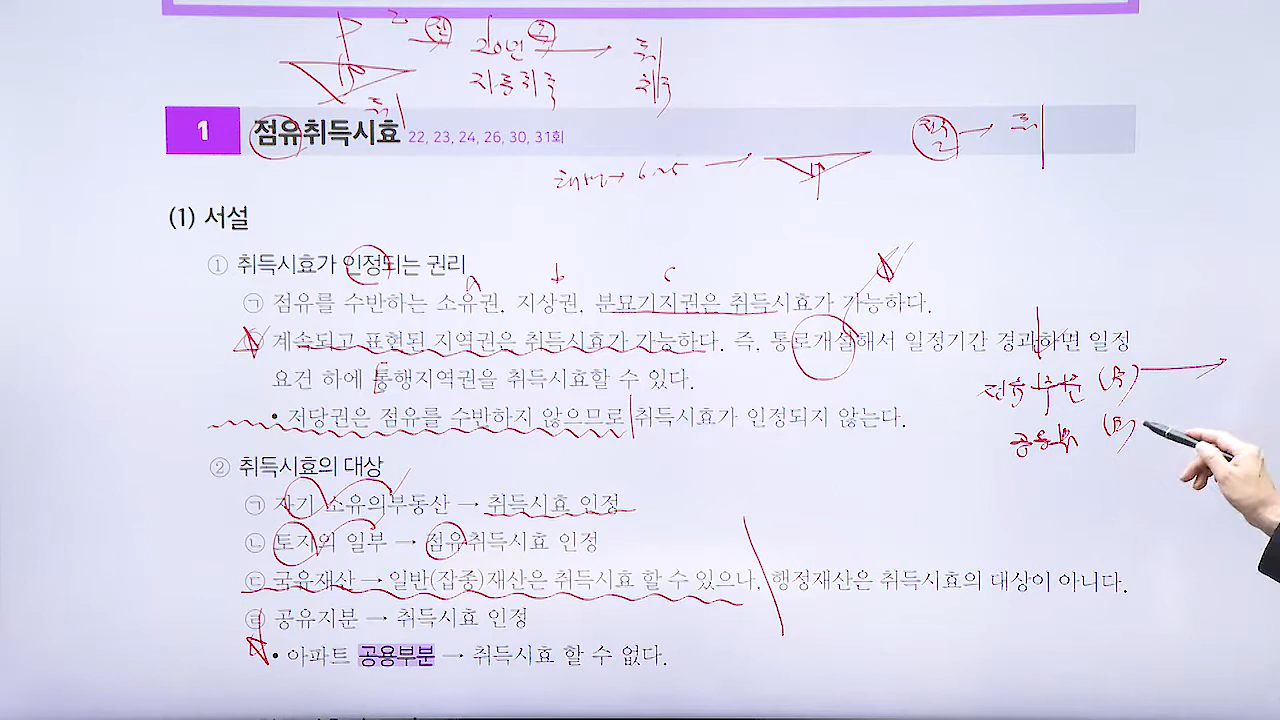 20년
자동취득
1 점유취득시효 22, 23, 24, 26, 30, 31회
6.25
(1) 서설
① 취득시효가 인정되는 권리
a b c
㉠ 점유를 수반하는 소유권, 지상권, 분묘기지권은 취득시효가 가능하다.
㉡ 계속되고 표현된 지역권은 취득시효가 가능하다. 즉, 통로개설해서 일정기간 경과하면 일정
요건 하에 통행지역권을 취득시효할 수 있다.
• 저당권은 점유를 수반하지 않으므로 취득시효가 인정되지 않는다.
공용부
② 취득시효의 대상
㉠ 자기 소유의부동산 → 취득시효 인정
㉡ 토지의 일부 → 점유취득시효 인정
㉢ 국유재산 → 일반(잡종)재산은 취득시효 할 수 있으나, 행정재산은 취득시효의 대상이 아니다.
㉣ 공유지분 → 취득시효 인정
• 아파트 공용부분 → 취득시효 할 수 없다.